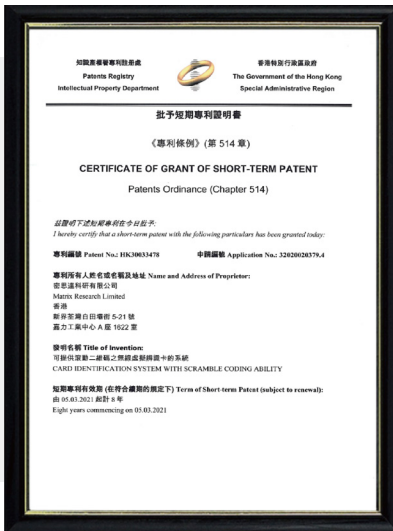 知識產權署專利註冊處
Patents Registry
Intellectual Property Department
香港特別行政區政府
The Government of the Hong Kong
Special Administrative Region
批予短期專利證明書
《專利條例》(第 514 章)
CERTIFICATE OF GRANT OF SHORT-TERM PATENT
Patents Ordinance (Chapter 514)
茲證明下述短期專利在今日批予:
I hereby certify that a short-term patent with the following particulars has been granted today:
專利編號 Patent No.: HK30033478 申請編號 Application No.: 32020020379.4
專利所有人姓名或名稱及地址 Name and Address of Proprietor:
密思達科研有限公司
Matrix Research Limited
香港
新界荃灣白田壩街 5-21 號
嘉力工業中心 A 座 1622 室
發明名稱 Title of Invention:
可提供滾動二維碼之無線虛擬辨識卡的系統
CARD IDENTIFICATION SYSTEM WITH SCRAMBLE CODING ABILITY
短期專利有效期 (在符合續期的規定下) Term of Short-term Patent (subject to renewal):
由 05.03.2021 起計 8 年
Eight years commencing on 05.03.2021